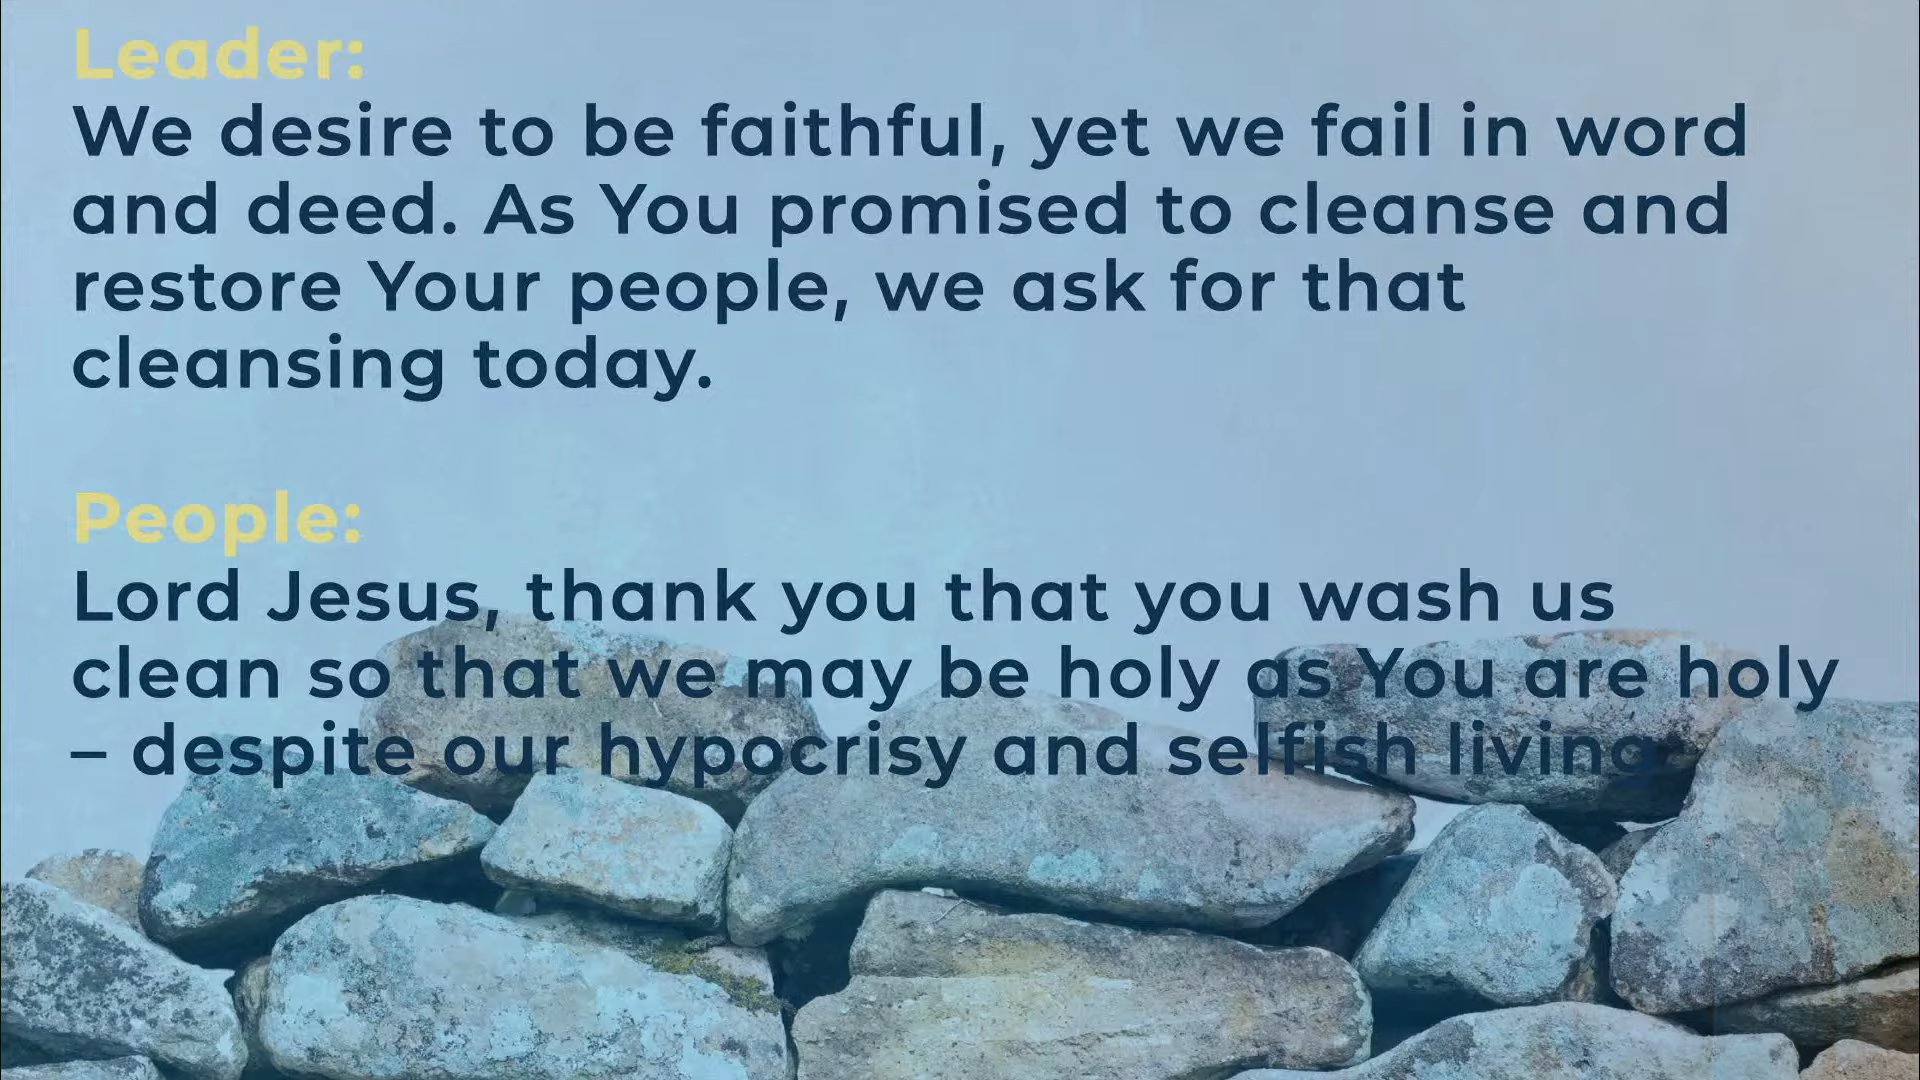 Leader:
We desire to be faithful, yet we fail in word
and deed. As You promised to cleanse and
restore Your people, we ask for that
cleansing today.
People:
Lord Jesus, thank you that you wash us
clean so that we may be holy as You are holy
– despite our hypocrisy and selfish living